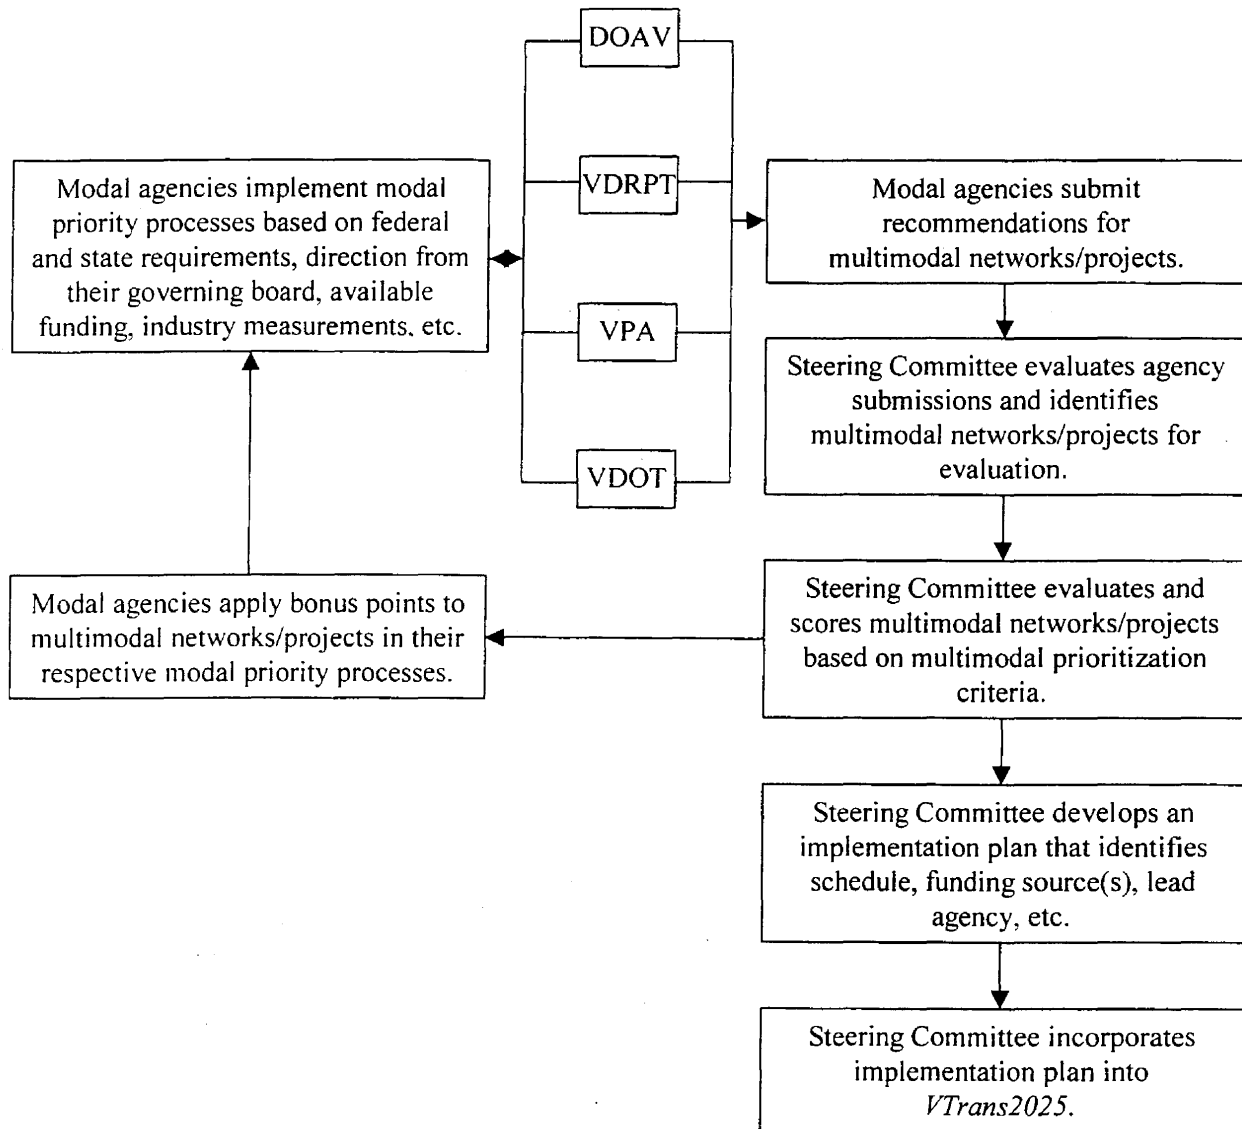 DOAV
VDRPT
VPA
VDOT
Modal agencies implement modal
priority processes based on federal
and state requirements, direction from
their governing board, available
funding, industry measurements, etc.
Modal agencies submit
recommendations for
multimodal networks/projects.
Steering Committee evaluates agency
submissions and identifies
multimodal networks/projects for
evaluation.
Steering Committee evaluates and
scores multimodal networks/projects
based on multimodal prioritization
criteria.
Modal agencies apply bonus points to
multimodal networks/projects in their
respective modal priority processes.
Steering Committee develops an
implementation plan that identifies
schedule, funding source(s), lead
agency, etc.
Steering Committee incorporates
implementation plan into
VTrans2025.